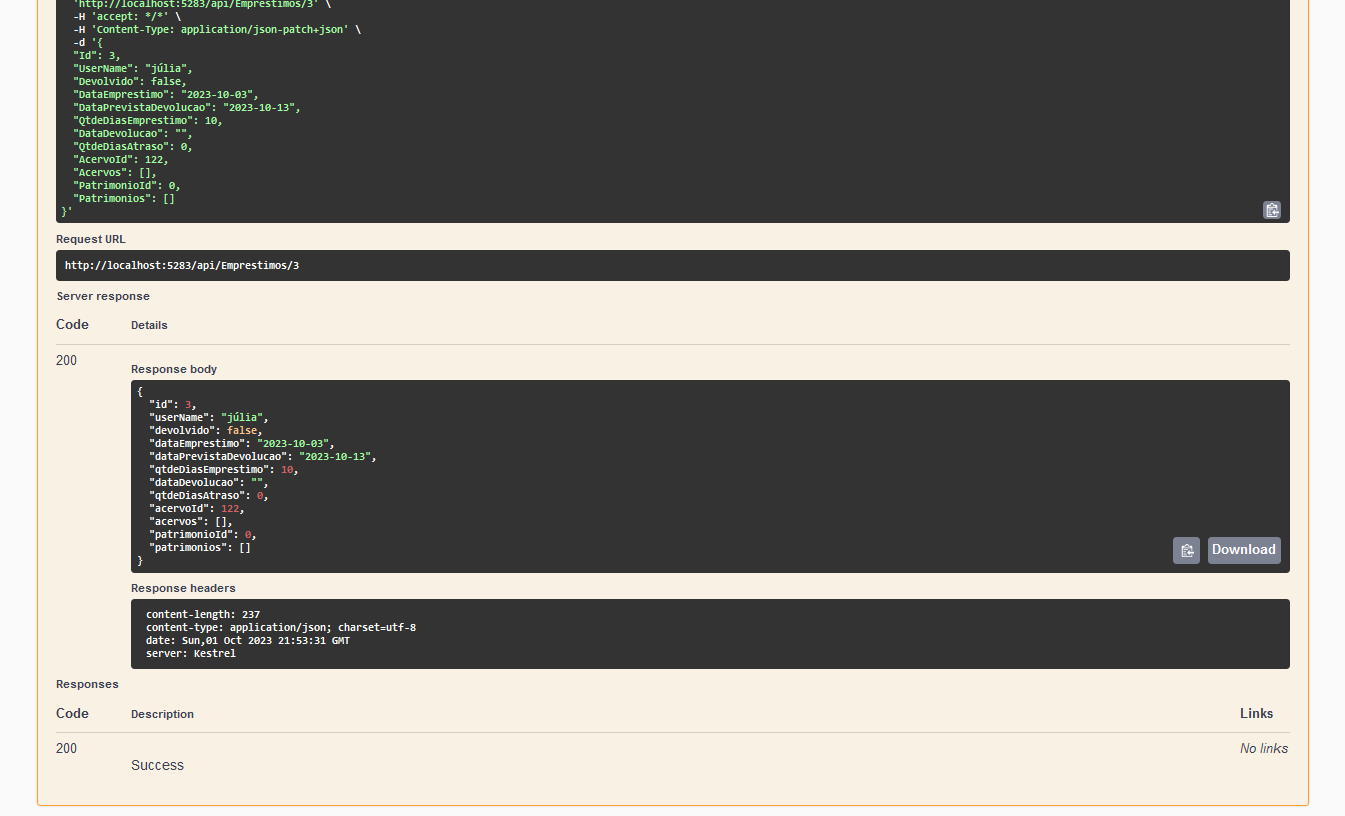 'http://localhost:5283/api/Emprestimos/3' \
-H 'accept: */*' \
-H 'Content-Type: application/json-patch+json' \
-d '{
"Id": 3,
"UserName": "júlia",
"Devolvido": false,
"DataEmprestimo": "2023-10-03",
"DataPrevistaDevolucao": "2023-10-13",
"QtdeDiasEmprestimo": 10,
"DataDevolucao": "",
"QtdeDiasAtraso": 0,
"AcervoId": 122,
"Acervos": [],
"PatrimonioId": 0,
"Patrimonios": []
}'
Request URL
http://localhost:5283/api/Emprestimos/3
Server response
Code Details
200
Response body
{
"id": 3,
"userName": "júlia",
"devolvido": false,
"dataEmprestimo": "2023-10-03",
"dataPrevistaDevolucao": "2023-10-13",
"qtdeDiasEmprestimo": 10,
"dataDevolucao": "",
"qtdeDiasAtraso": 0,
"acervoId": 122,
"acervos": [],
"patrimonioId": 0,
"patrimonios": []
}
Download
Response headers
content-length: 237
content-type: application/json; charset=utf-8
date: Sun,01 Oct 2023 21:53:31 GMT
server: Kestrel
Responses
Code Description Links
200 No links
Success